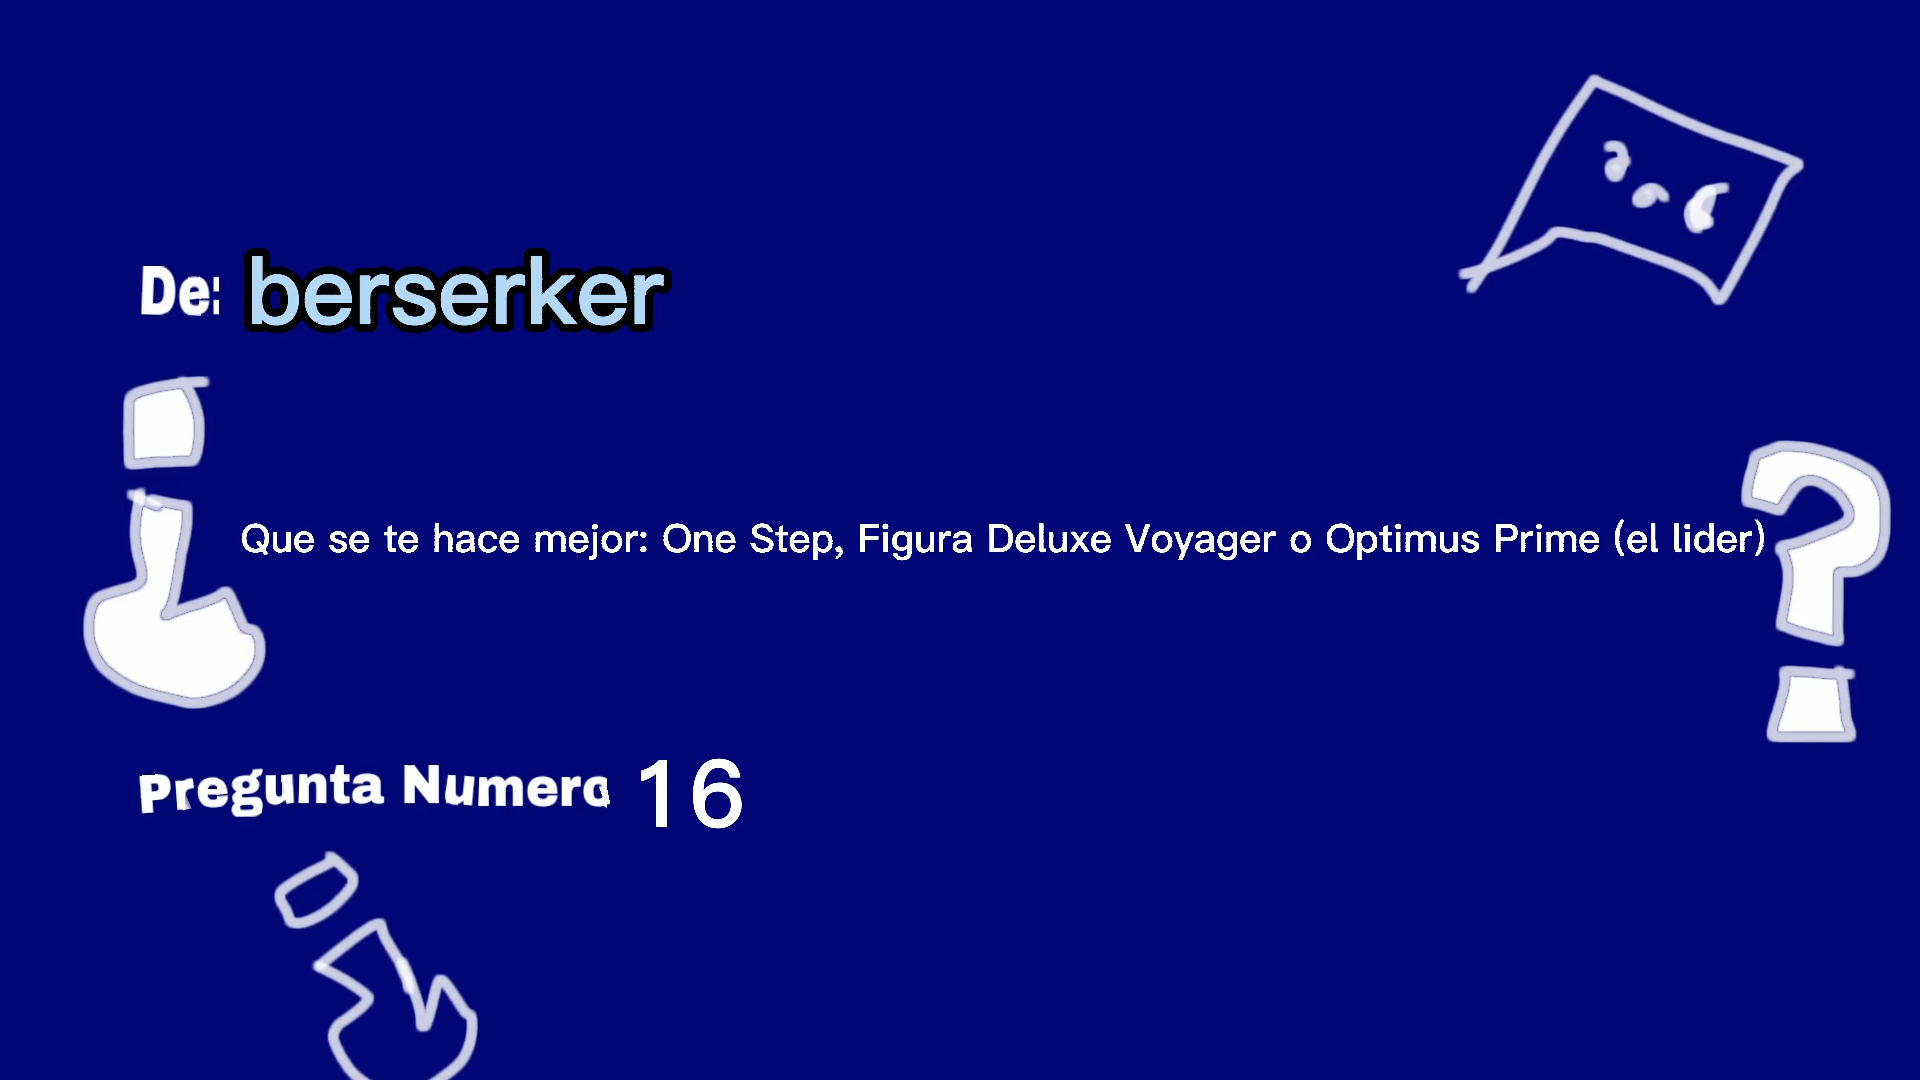 De: berserker
Que se te hace mejor: One Step, Figura Deluxe Voyager o Optimus Prime (el lider)
Pregunta Numero 16